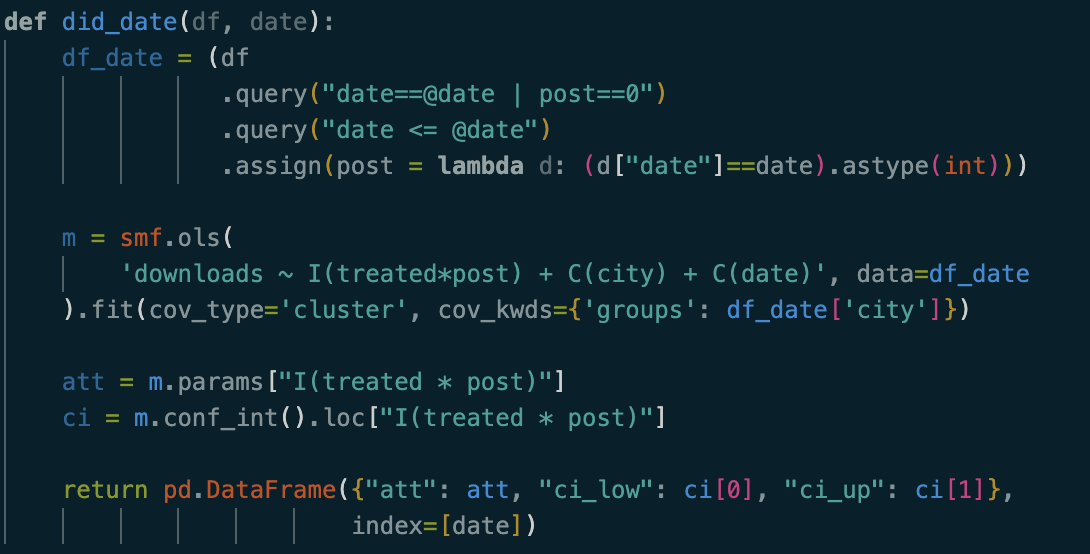 def did_date(df, date):
    df_date = (df
               .query("date==@date | post==0")
               .query("date <= @date")
               .assign(post = lambda d: (d["date"]==date).astype(int)))

    m = smf.ols(
        'downloads ~ I(treated*post) + C(city) + C(date)', data=df_date
    ).fit(cov_type='cluster', cov_kwds={'groups': df_date['city']})

    att = m.params["I(treated * post)"]
    ci = m.conf_int().loc["I(treated * post)"]

    return pd.DataFrame({"att": att, "ci_low": ci[0], "ci_up": ci[1]},
                        index=[date])